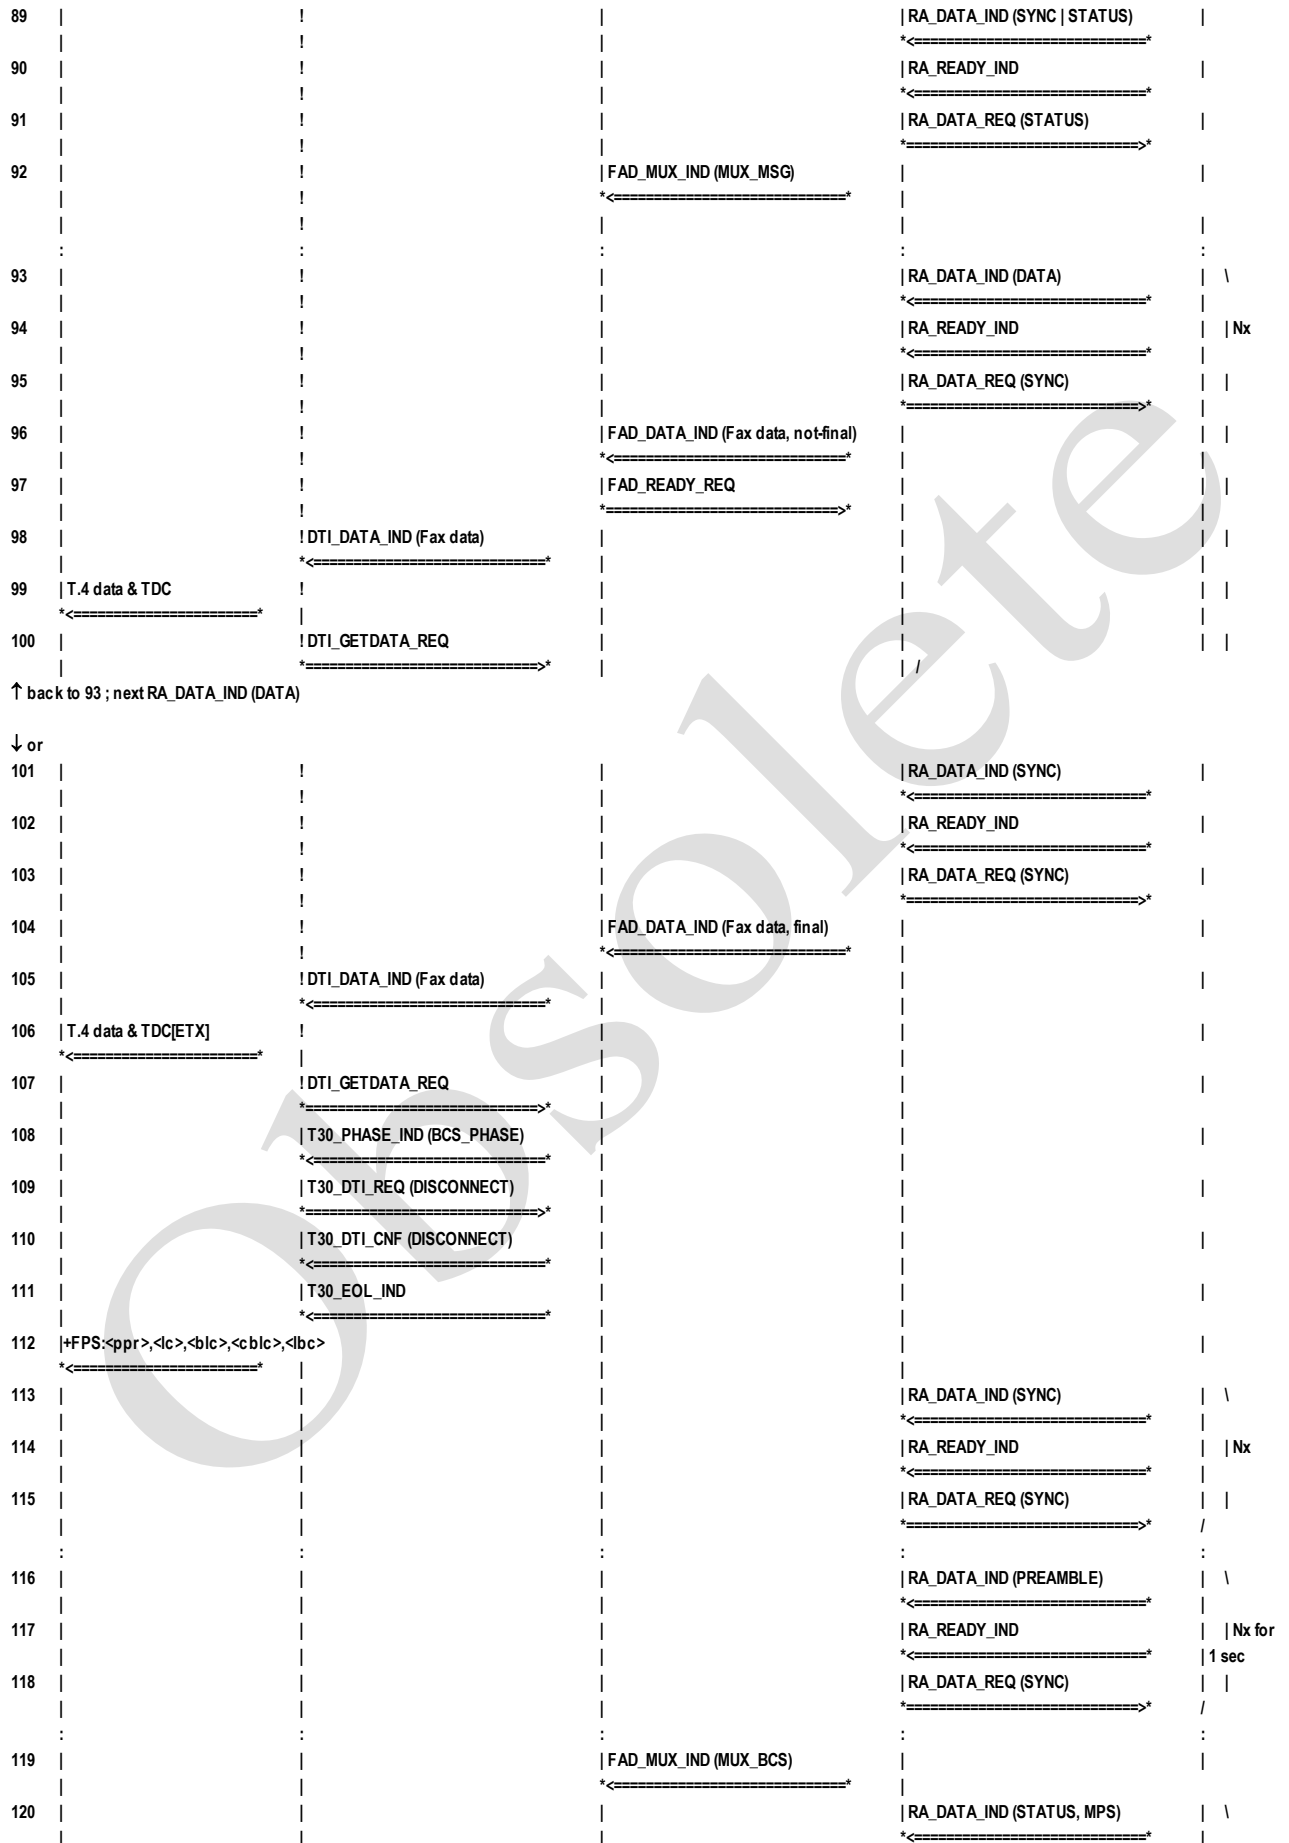 89 | ! | | RA_DATA_IND (SYNC | STATUS) |
| ! | *<=============================*
90 | ! | | RA_READY_IND |
| ! | *<=============================*
91 | ! | | RA_DATA_REQ (STATUS) |
| ! | *=============================>*
92 | ! | FAD_MUX_IND (MUX_MSG) | |
| ! *<=============================* |
| ! | | |
: : : : :
93 | ! | | RA_DATA_IND (DATA) | \
| ! | *<=============================* |
94 | ! | | RA_READY_IND | | Nx
| ! | *<=============================* |
95 | ! | | RA_DATA_REQ (SYNC) | |
| ! | *=============================>* |
96 | ! | FAD_DATA_IND (Fax data, not-final) | | |
| ! *<=============================* | |
97 | ! | FAD_READY_REQ | | |
| ! *=============================>* | |
98 | ! DTI_DATA_IND (Fax data) | | | |
| *<=============================* | | |
99 | T.4 data & TDC ! | | | |
*<=======================* | | | |
100 | ! DTI_GETDATA_REQ | | | |
| *=============================>* | | /
↑ back to 93 ; next RA_DATA_IND (DATA)
↓ or
101 | ! | | RA_DATA_IND (SYNC) |
| ! | *<=============================*
102 | ! | | RA_READY_IND |
| ! | *<=============================*
103 | ! | | RA_DATA_REQ (SYNC) |
| ! | *=============================>*
104 | ! | FAD_DATA_IND (Fax data, final) | |
| ! *<=============================* |
105 | ! DTI_DATA_IND (Fax data) | | |
| *<=============================* | |
106 | T.4 data & TDC[ETX] ! | | |
*<=======================* | | |
107 | ! DTI_GETDATA_REQ | | |
| *=============================>* | |
108 | | T30_PHASE_IND (BCS_PHASE) | | |
| *<=============================* | |
109 | | T30_DTI_REQ (DISCONNECT) | | |
| *=============================>* | |
110 | | T30_DTI_CNF (DISCONNECT) | | |
| *<=============================* | |
111 | | T30_EOL_IND | | |
| *<=============================* | |
112 |+FPS:<ppr>,<lc>,<blc>,<cblc>,<lbc> | | |
*<=======================* | | |
113 | | | | RA_DATA_IND (SYNC) | \
| | | *<=============================* |
114 | | | | RA_READY_IND | | Nx
| | | *<=============================* |
115 | | | | RA_DATA_REQ (SYNC) | |
| | | *=============================>* /
: : : : :
116 | | | | RA_DATA_IND (PREAMBLE) | \
| | | *<=============================* |
117 | | | | RA_READY_IND | | Nx for
| | | *<=============================* | 1 sec
118 | | | | RA_DATA_REQ (SYNC) | |
| | | *=============================>* /
: : : : :
119 | | | FAD_MUX_IND (MUX_BCS) | |
| | *<=============================* |
120 | | | | RA_DATA_IND (STATUS, MPS) | \
| | | *<=============================* |
Obsolete